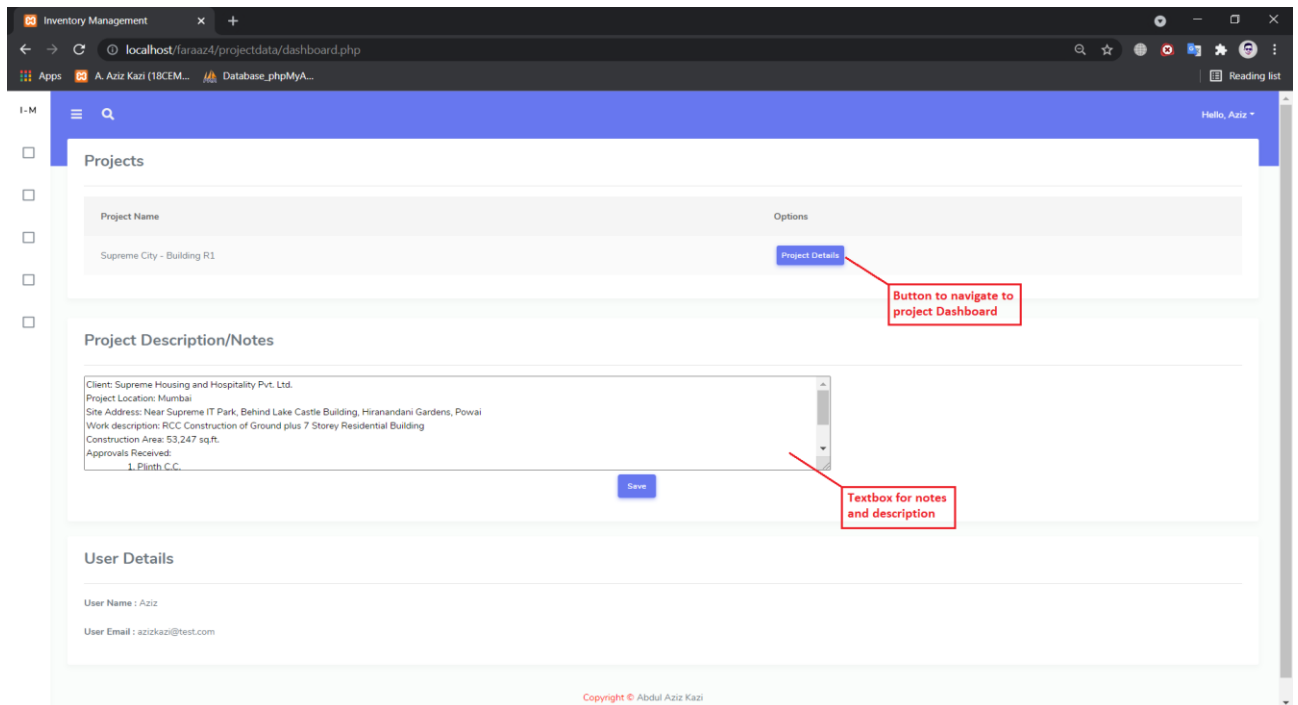 Inventory Management
localhost/faraaz4/projectdata/dashboard.php
Apps
A. Aziz Kazi (18CEM...
Database_phpMyA...
Reading list
I-M
Hello, Aziz
Projects
Project Name
Options
Supreme City - Building R1
Project Details
Button to navigate to
project Dashboard
Project Description/Notes
Client: Supreme Housing and Hospitality Pvt. Ltd.
Project Location: Mumbai
Site Address: Near Supreme IT Park, Behind Lake Castle Building, Hiranandani Gardens, Powai
Work description: RCC Construction of Ground plus 7 Storey Residential Building
Construction Area: 53,247 sq.ft.
Approvals Received:
1. Plinth C.C.
Save
Textbox for notes
and description
User Details
User Name : Aziz
User Email : azizkazi@test.com
Copyright © Abdul Aziz Kazi